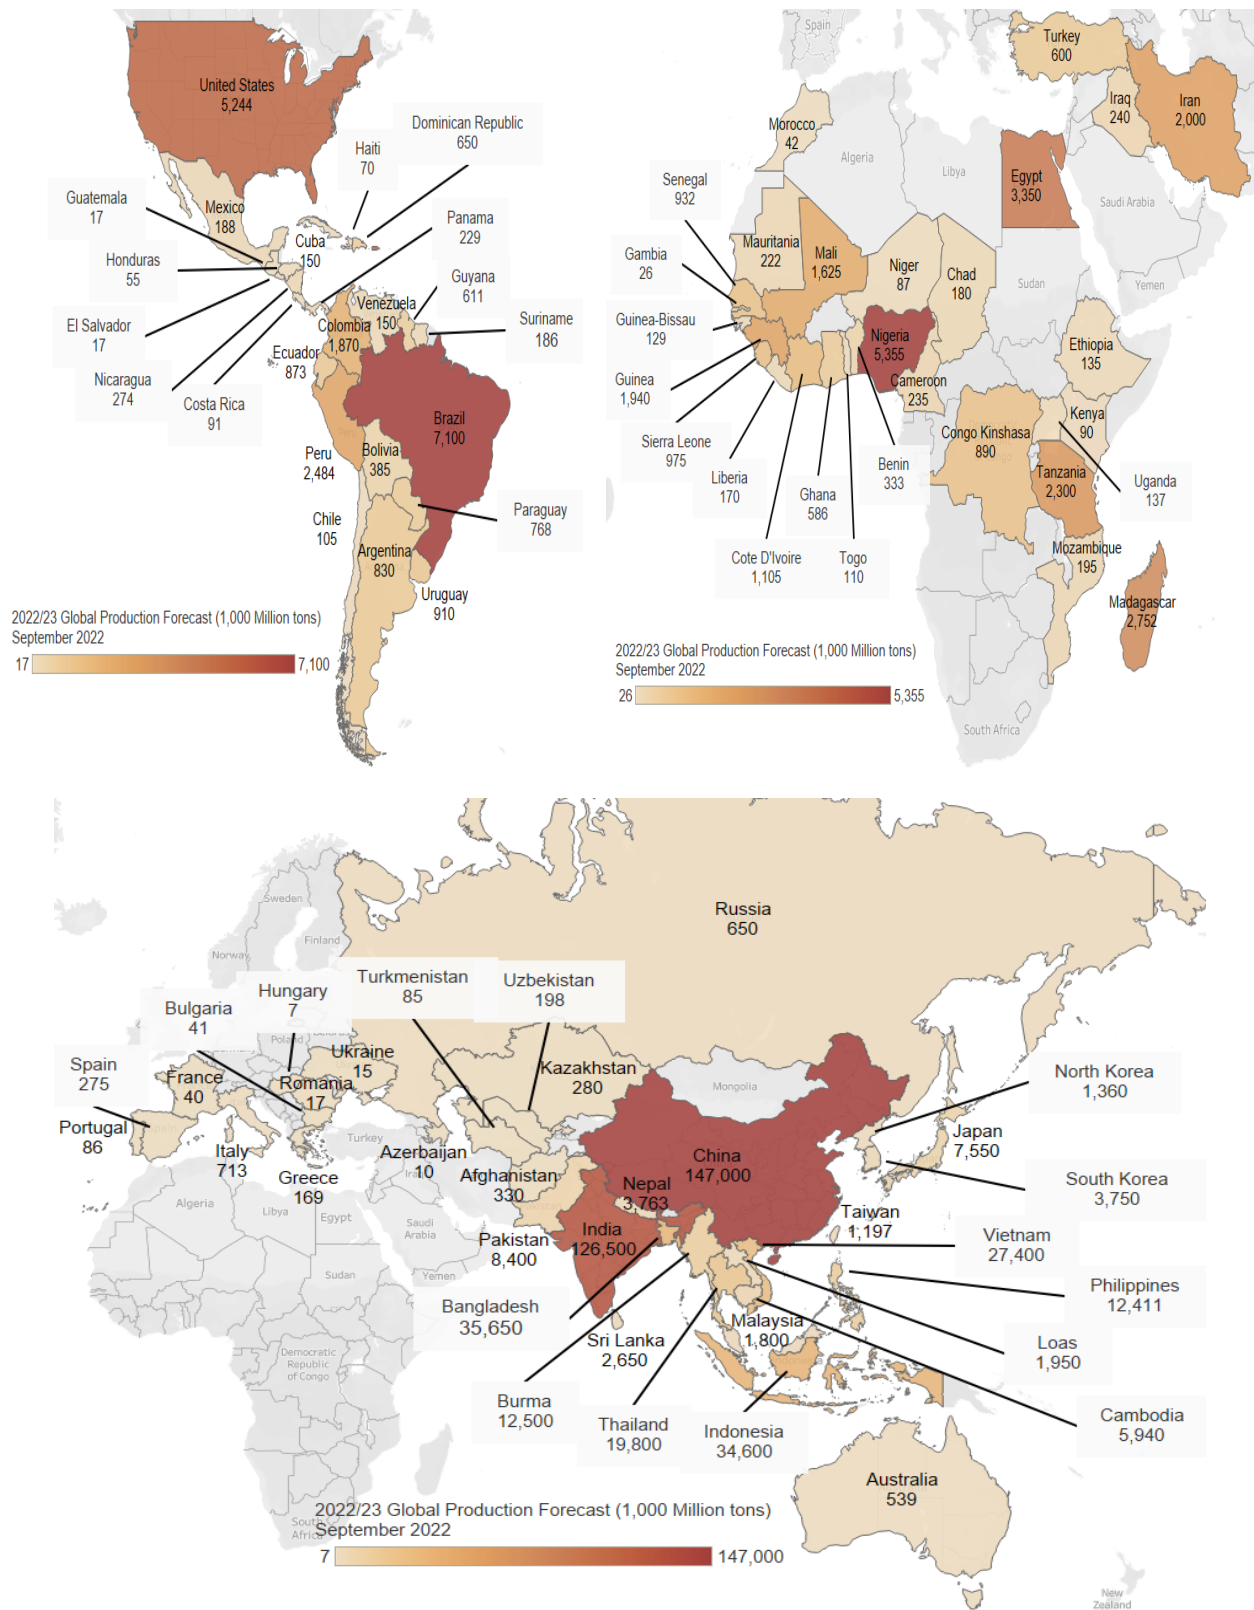 United States
5,244
Dominican Republic
650
Haiti
70
Guatemala
17
Mexico
188
Panama
229
Cuba
150
Honduras
55
Guyana
611
Venezuela
150
El Salvador
17
Colombia
1,870
Suriname
186
Ecuador
873
Nicaragua
274
Costa Rica
91
Brazil
7,100
Peru
2,484
Bolivia
385
Paraguay
768
Chile
105
Argentina
830
Uruguay
910
2022/23 Global Production Forecast (1,000 Million tons)
September 2022
17
7,100
Spain
Turkey
600
Iraq
240
Iran
2,000
Morocco
42
Algeria
Libya
Egypt
3,350
Saudi Arabia
Senegal
932
Mauritania
222
Mali
1,625
Niger
87
Chad
180
Sudan
Yemen
Gambia
26
Guinea-Bissau
129
Nigeria
5,355
Ethiopia
135
Guinea
1,940
Cameroon
235
Kenya
90
Congo Kinshasa
890
Sierra Leone
975
Liberia
170
Ghana
586
Benin
333
Tanzania
2,300
Uganda
137
Cote D'Ivoire
1,105
Togo
110
Mozambique
195
Madagascar
2,752
2022/23 Global Production Forecast (1,000 Million tons)
September 2022
26
5,355
South Africa
Russia
650
Sweden
Finland
Norway
Turkmenistan
85
Uzbekistan
198
Hungary
7
Bulgaria
41
Poland
Ukraine
15
Spain
275
France
40
Romania
17
Kazakhstan
280
Mongolia
North Korea
1,360
Portugal
86
Italy
713
Turkey
Greece
169
Azerbaijan
10
Afghanistan
330
China
147,000
Nepal
3,763
Japan
7,550
South Korea
3,750
Algeria
Libya
Egypt
Saudi
Arabia
Pakistan
8,400
India
126,500
Taiwan
1,197
Vietnam
27,400
Sudan
Yemen
Bangladesh
35,650
Philippines
12,411
Sri Lanka
2,650
Malaysia
1,800
Loas
1,950
Democratic
Republic
of Congo
Burma
12,500
Thailand
19,800
Indonesia
34,600
Cambodia
5,940
Australia
539
2022/23 Global Production Forecast (1,000 Million tons)
September 2022
South
Africa
7
147,000
New
Zealand